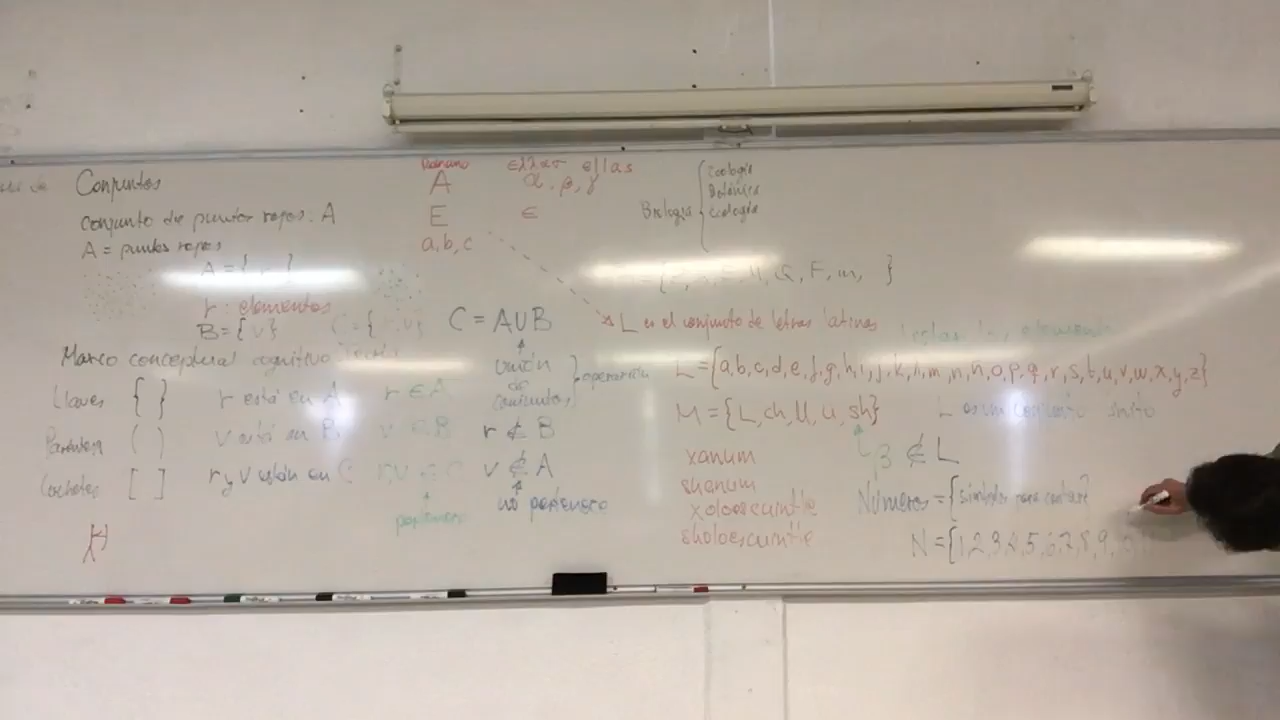 Conjuntos
conjunto de puntos rojos: A
A = puntos rojos
A = { r }
r : elementos
B = { v }
C = A ∪ B
unión
de
conjuntos
operación
Marco conceptual cognitivo
Llaves { } r está en A r ∈ A
Paréntesis ( ) v está en B v ∈ B r ∉ B
Cochetes [ ] r y v están en C r, v ∈ C v ∉ A
pertenece
no pertenece
Romano
A
E
a, b, c
ellas
α, β, γ
∈
Biología
Zoología
Botánica
Ecología
Q, F, m, }
L es el conjunto de letras latinas
L = {a, b, c, d, e, f, g, h, i, j, k, l, m, n, ñ, o, p, q, r, s, t, u, v, w, x, y, z}
M = {L, ch, ll, u, sh}
L es un conjunto finito
β ∉ L
xanum
shanum
xoloescuintle
sholoescuintle
Números = {símbolos para contar}
N = {1, 2, 3, 4, 5, 6, 7, 8, 9,